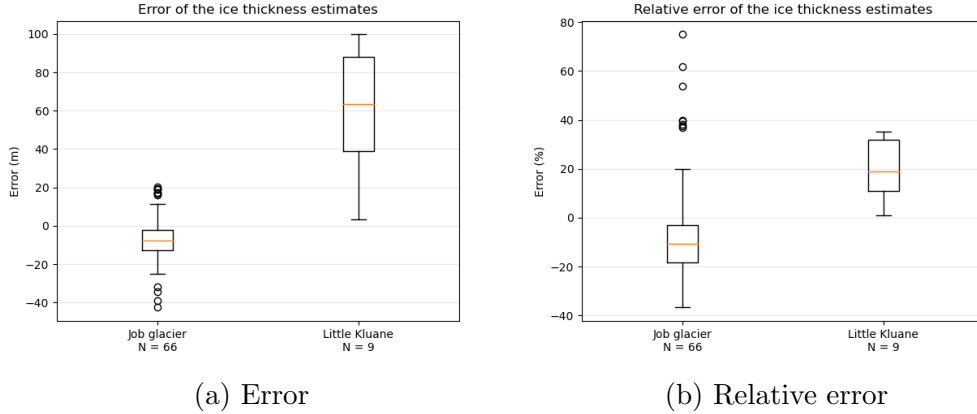 Error of the ice thickness estimates
100
80
60
40
20
0
−20
−40
Error (m)
Job glacier
N = 66
Little Kluane
N = 9
(a) Error
Relative error of the ice thickness estimates
80
60
40
20
0
−20
−40
Error (%)
Job glacier
N = 66
Little Kluane
N = 9
(b) Relative error